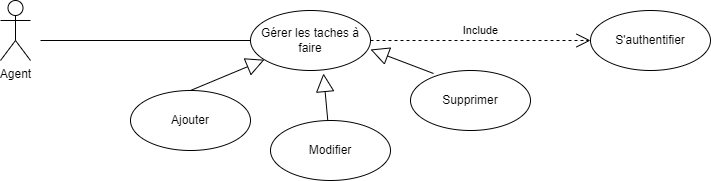 Gérer les taches à
faire
Include
S'authentifier
Agent
Ajouter
Supprimer
Modifier